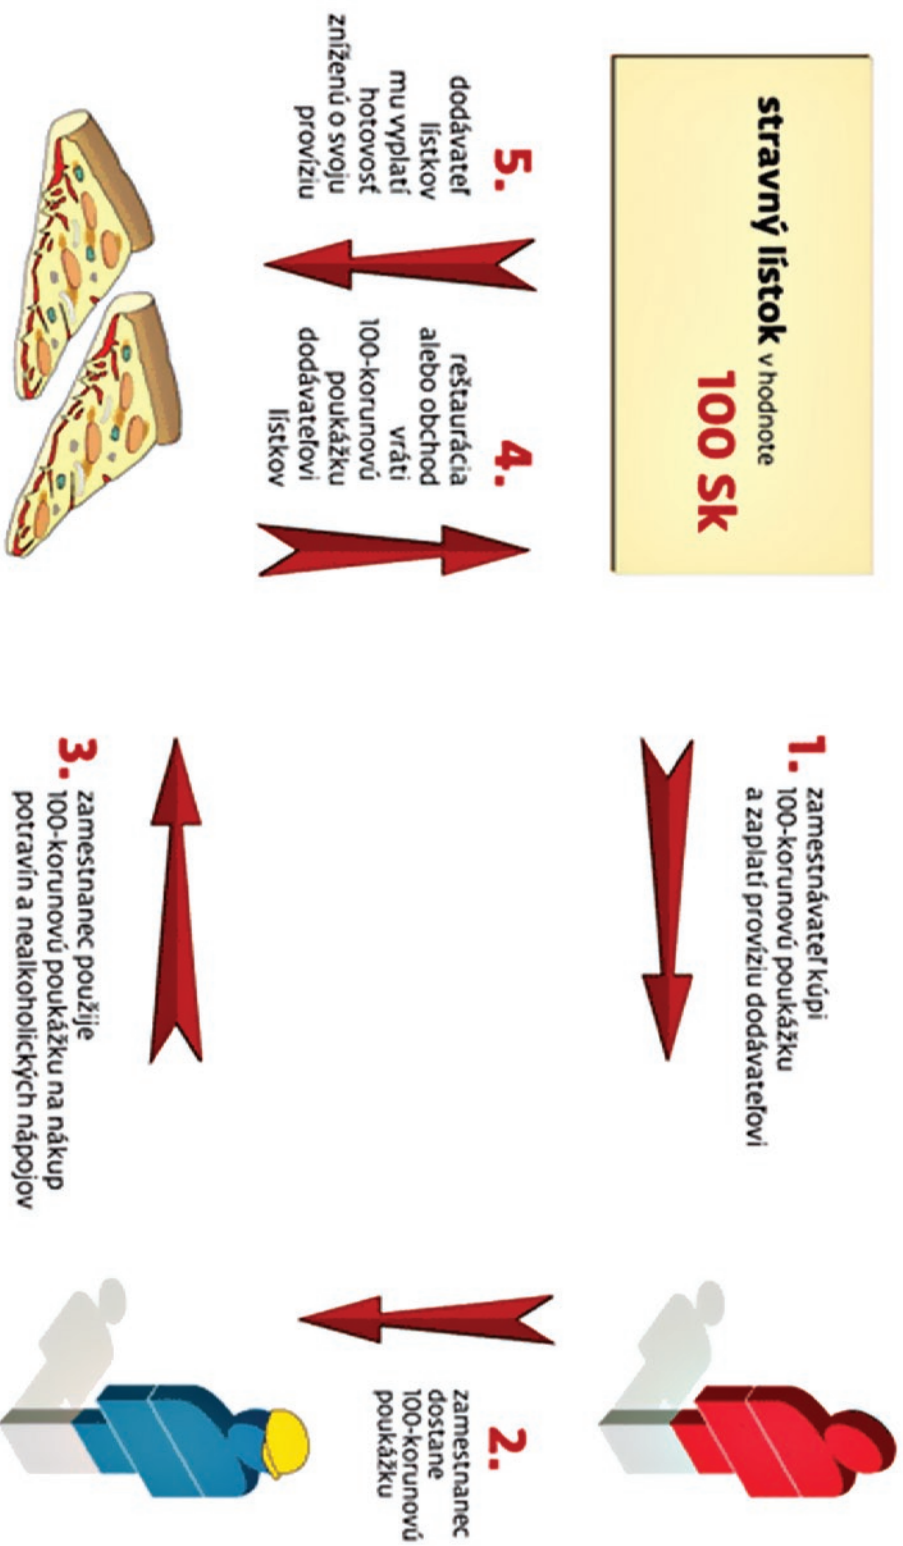 stravný lístok v hodnote
100 Sk
1. zamestnávateľ kúpi
100-korunovú poukážku
a zaplatí províziu dodávateľovi
2.
zamestnanec
dostane
100-korunovú
poukážku
3. zamestnanec použije
100-korunovú poukážku na nákup
potravín a nealkoholických nápojov
4.
reštaurácia
alebo obchod
vráti
100-korunovú
poukážku
dodávateľovi
lístkov
5.
dodávateľ
lístkov
mu vyplatí
hotovosť
zníženú o svoju
províziu